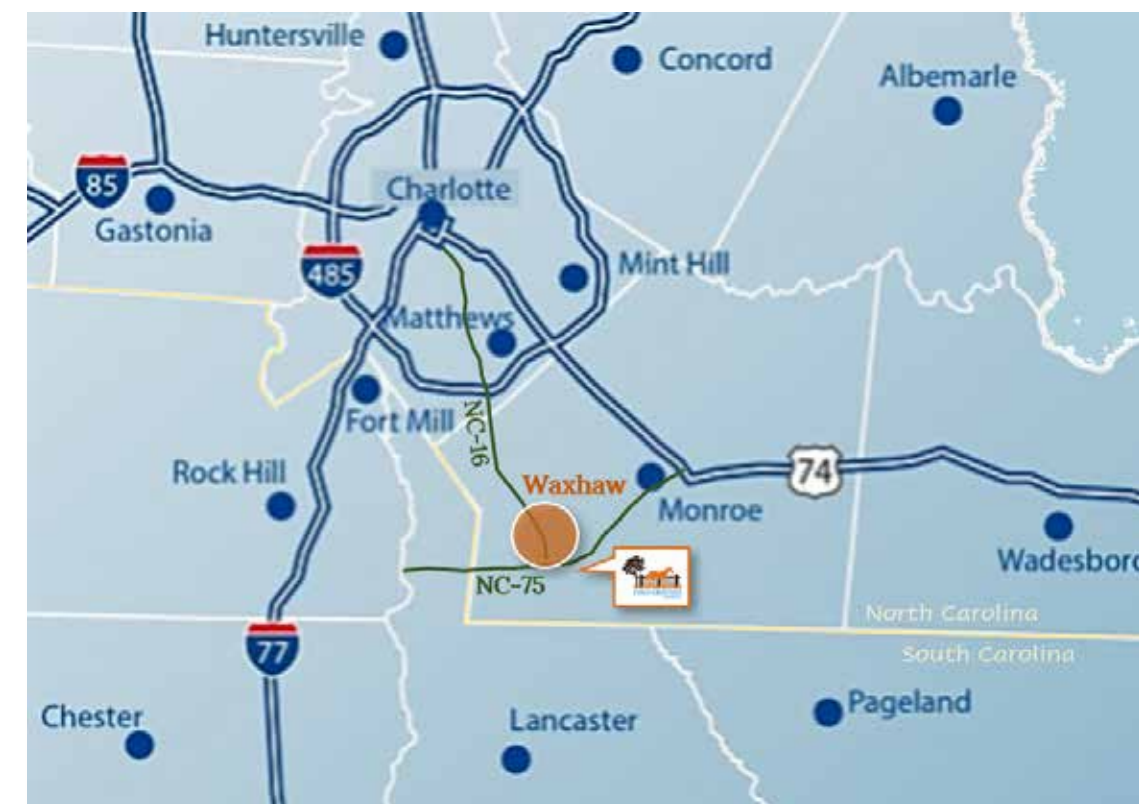 Huntersville
Concord
Albemarle
85
Charlotte
Gastonia
485
Mint Hill
Matthews
Fort Mill
NC-16
Rock Hill
Waxhaw
74
Monroe
Wadesboro
NC-75
North Carolina
South Carolina
77
Chester
Lancaster
Pageland